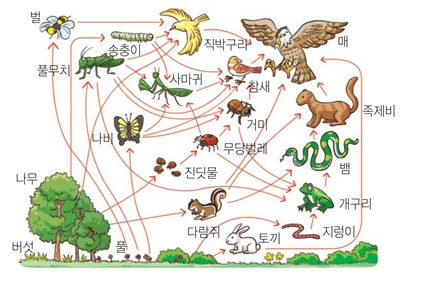 벌
송충이
직박구리
매
풀무치
사마귀
참새
족제비
거미
나비
무당벌레
뱀
진딧물
나무
개구리
다람쥐
토끼
지렁이
버섯
풀